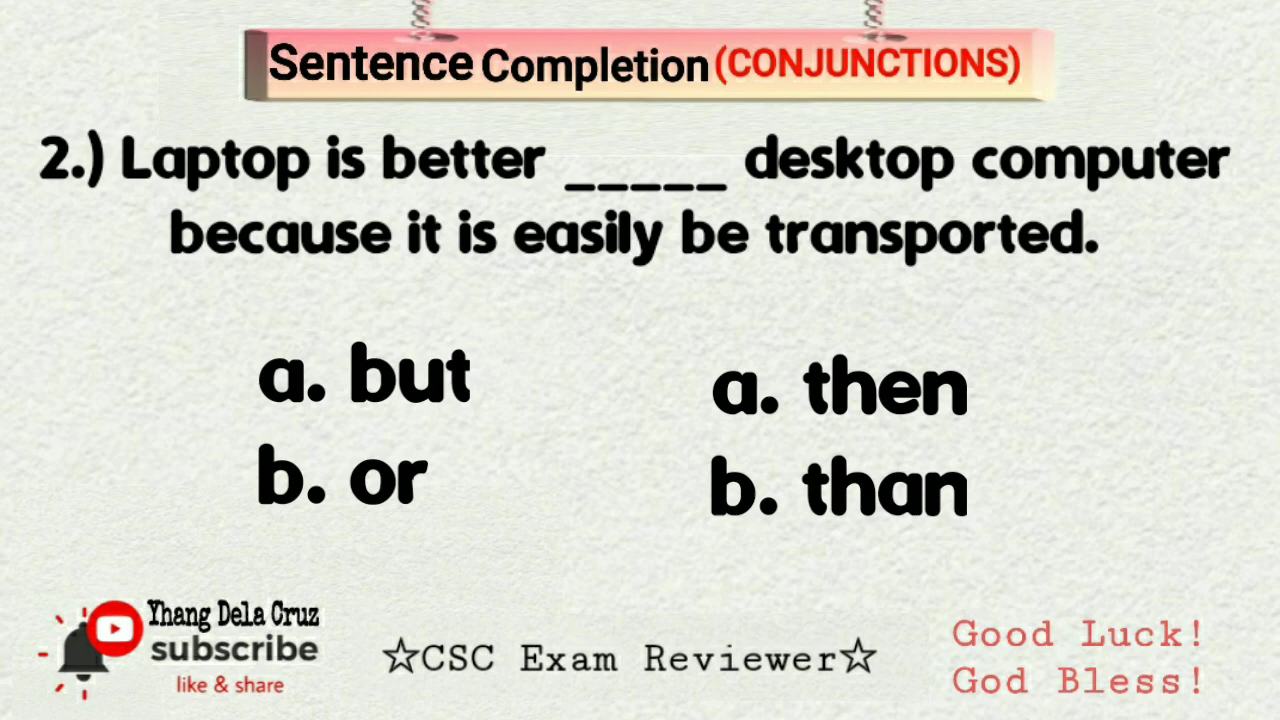 Sentence Completion (CONJUNCTIONS)
2.) Laptop is better _____ desktop computer
because it is easily be transported.
a. but
b. or
a. then
b. than
Yhang Dela Cruz
subscribe
like & share
☆CSC Exam Reviewer☆
Good Luck!
God Bless!